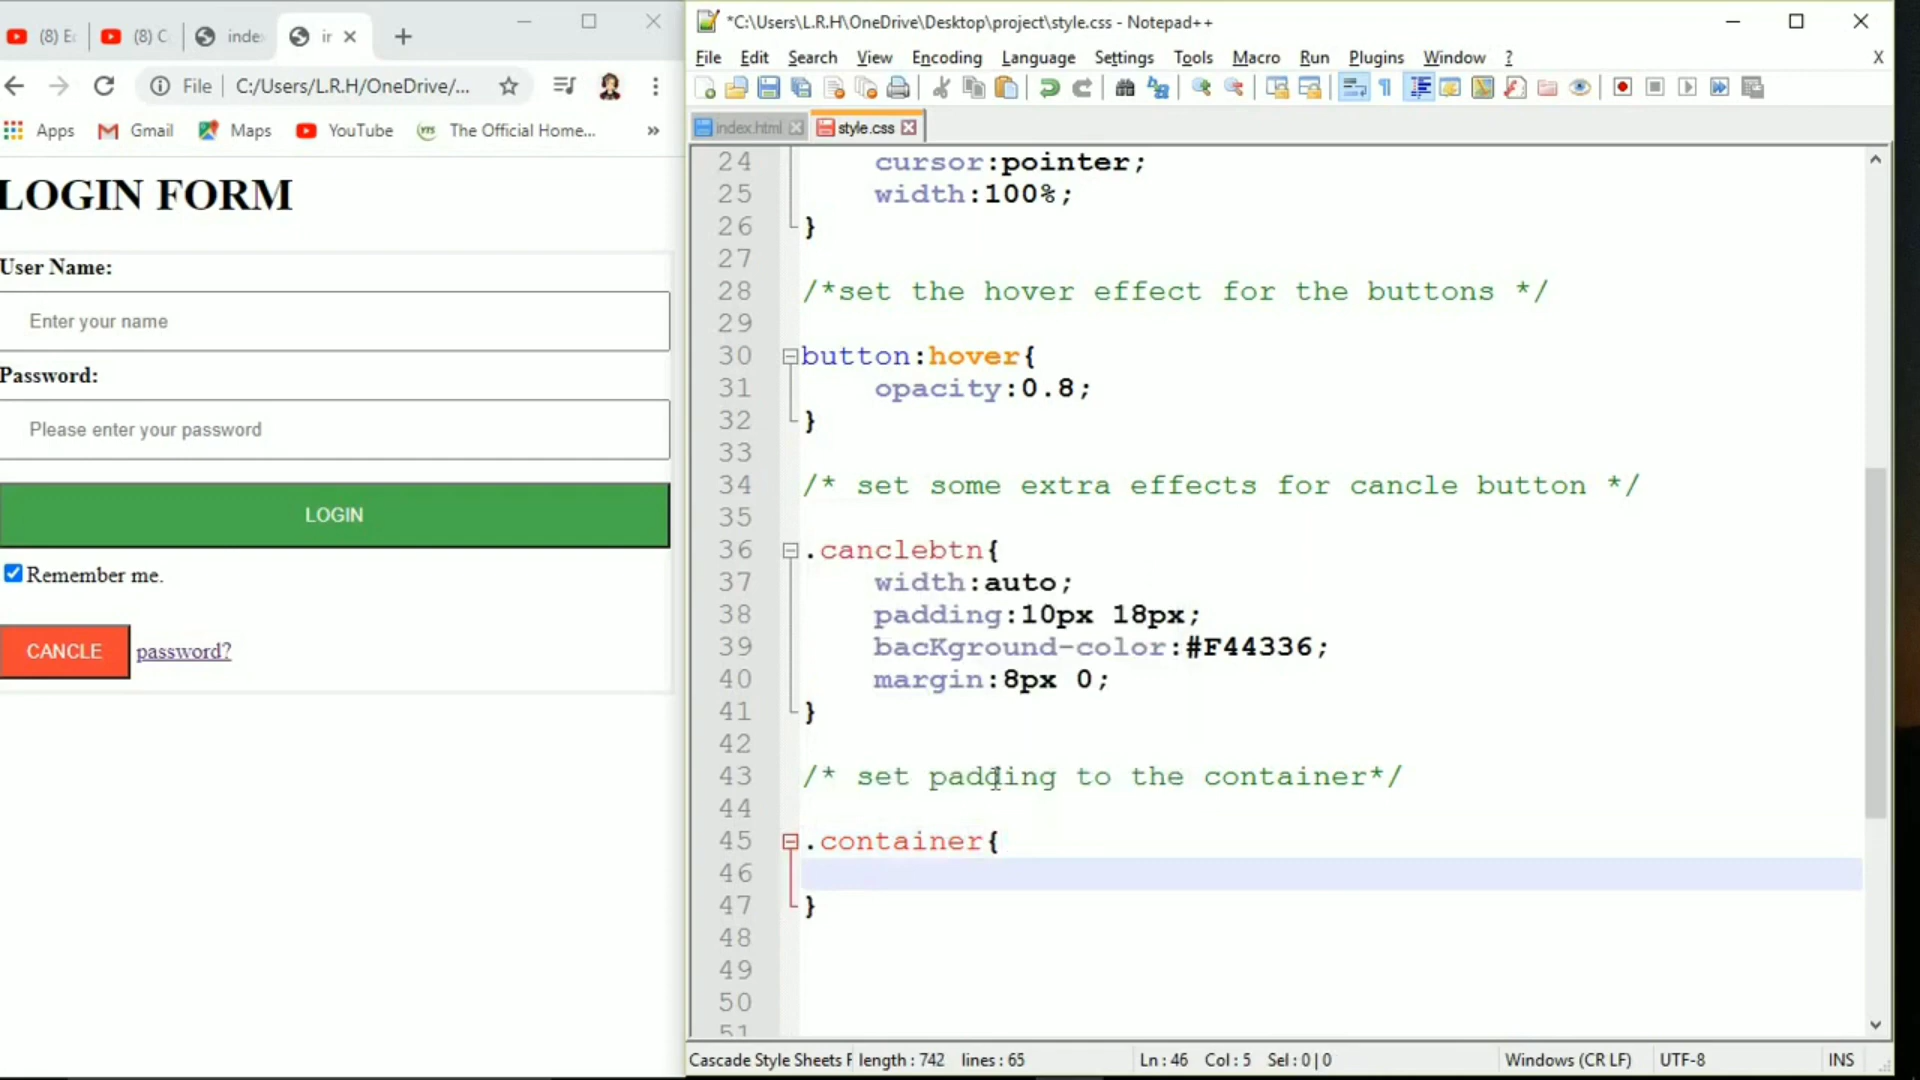 (8) E
(8) C
inde
ir
File
C:/Users/L.R.H/OneDrive/...
Apps
Gmail
Maps
YouTube
The Official Home...
»
LOGIN FORM
User Name:
Enter your name
Password:
Please enter your password
LOGIN
Remember me.
CANCLE password?
*C:\Users\L.R.H\OneDrive\Desktop\project\style.css - Notepad++
File Edit Search View Encoding Language Settings Tools Macro Run Plugins Window ? X
index.html
style.css
24 cursor:pointer;
25 width:100%;
26 }
27
28 /*set the hover effect for the buttons */
29
30 button:hover{
31 opacity:0.8;
32 }
33
34 /* set some extra effects for cancle button */
35
36 .canclebtn{
37 width:auto;
38 padding:10px 18px;
39 bacKground-color:#F44336;
40 margin:8px 0;
41 }
42
43 /* set padding to the container*/
44
45 .container{
46
47 }
48
49
50
51
Cascade Style Sheets F length : 742 lines : 65 Ln : 46 Col : 5 Sel : 0 | 0 Windows (CR LF) UTF-8 INS